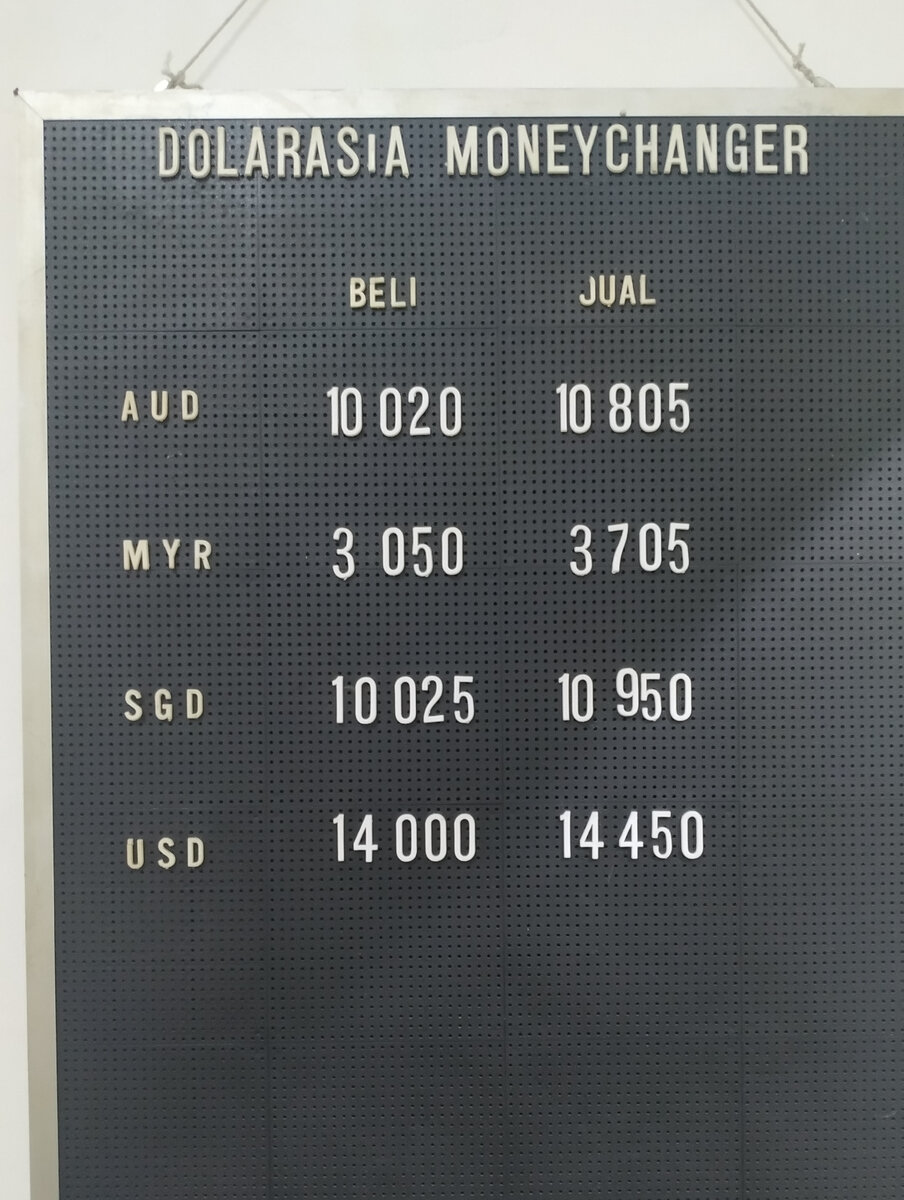 DOLARASiA MONEYCHANGER
BELI JUAL
AUD 10 020 10 805
MYR 3 050 3 705
SGD 10 025 10 950
USD 14 000 14 450